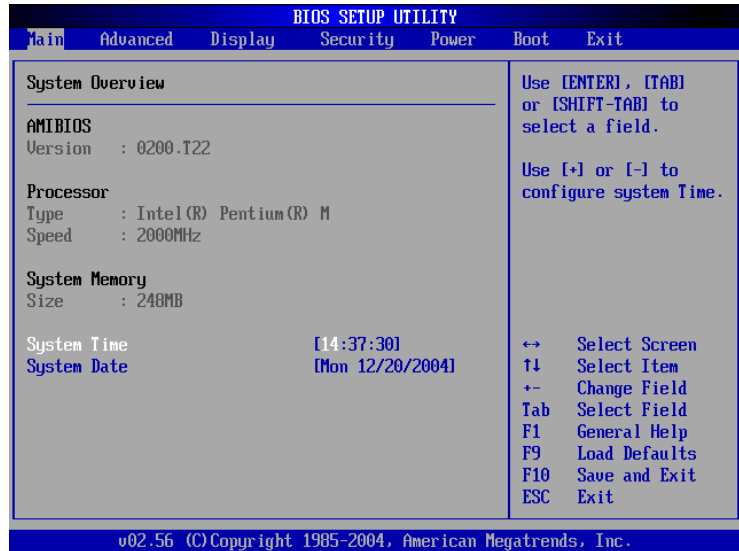 BIOS SETUP UTILITY
Main Advanced Display Security Power Boot Exit
System Overview
AMIBIOS
Version : 0200.T22
Processor
Type : Intel(R) Pentium(R) M
Speed : 2000MHz
System Memory
Size : 248MB
System Time [14:37:30]
System Date [Mon 12/20/2004]
Use [ENTER], [TAB]
or [SHIFT-TAB] to
select a field.
Use [+] or [-] to
configure system Time.
↔ Select Screen
↑↓ Select Item
+- Change Field
Tab Select Field
F1 General Help
F9 Load Defaults
F10 Save and Exit
ESC Exit
v02.56 (C)Copyright 1985-2004, American Megatrends, Inc.